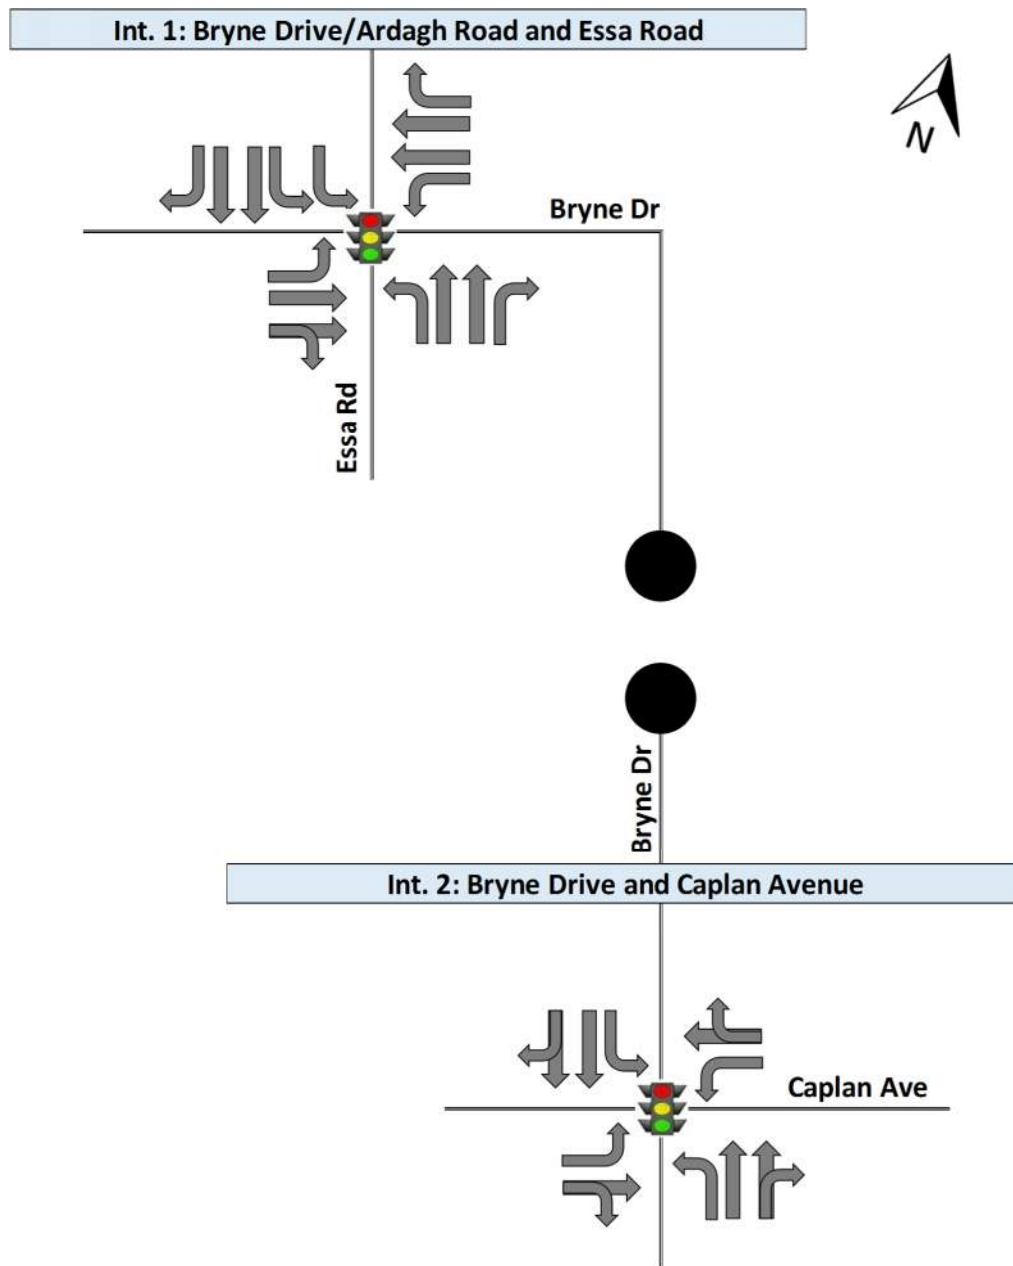 Int. 1: Bryne Drive/Ardagh Road and Essa Road
N
Bryne Dr
Essa Rd
Bryne Dr
Int. 2: Bryne Drive and Caplan Avenue
Caplan Ave